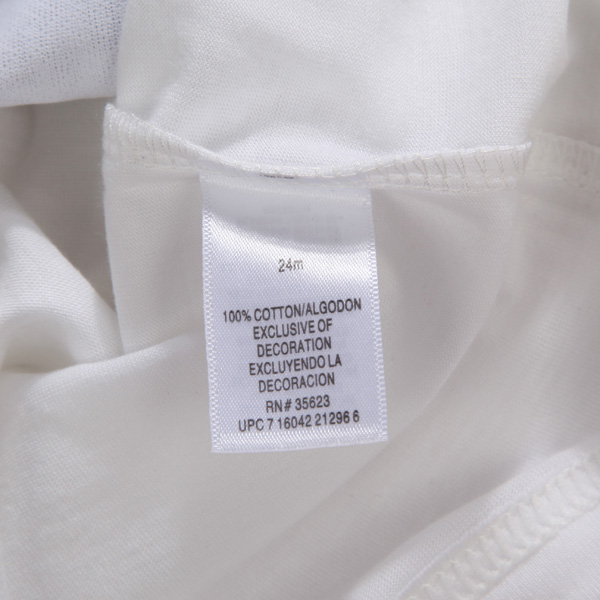 24m
100% COTTON/ALGODON
EXCLUSIVE OF
DECORATION
EXCLUYENDO LA
DECORACION
RN# 35623
UPC 7 16042 21296 6